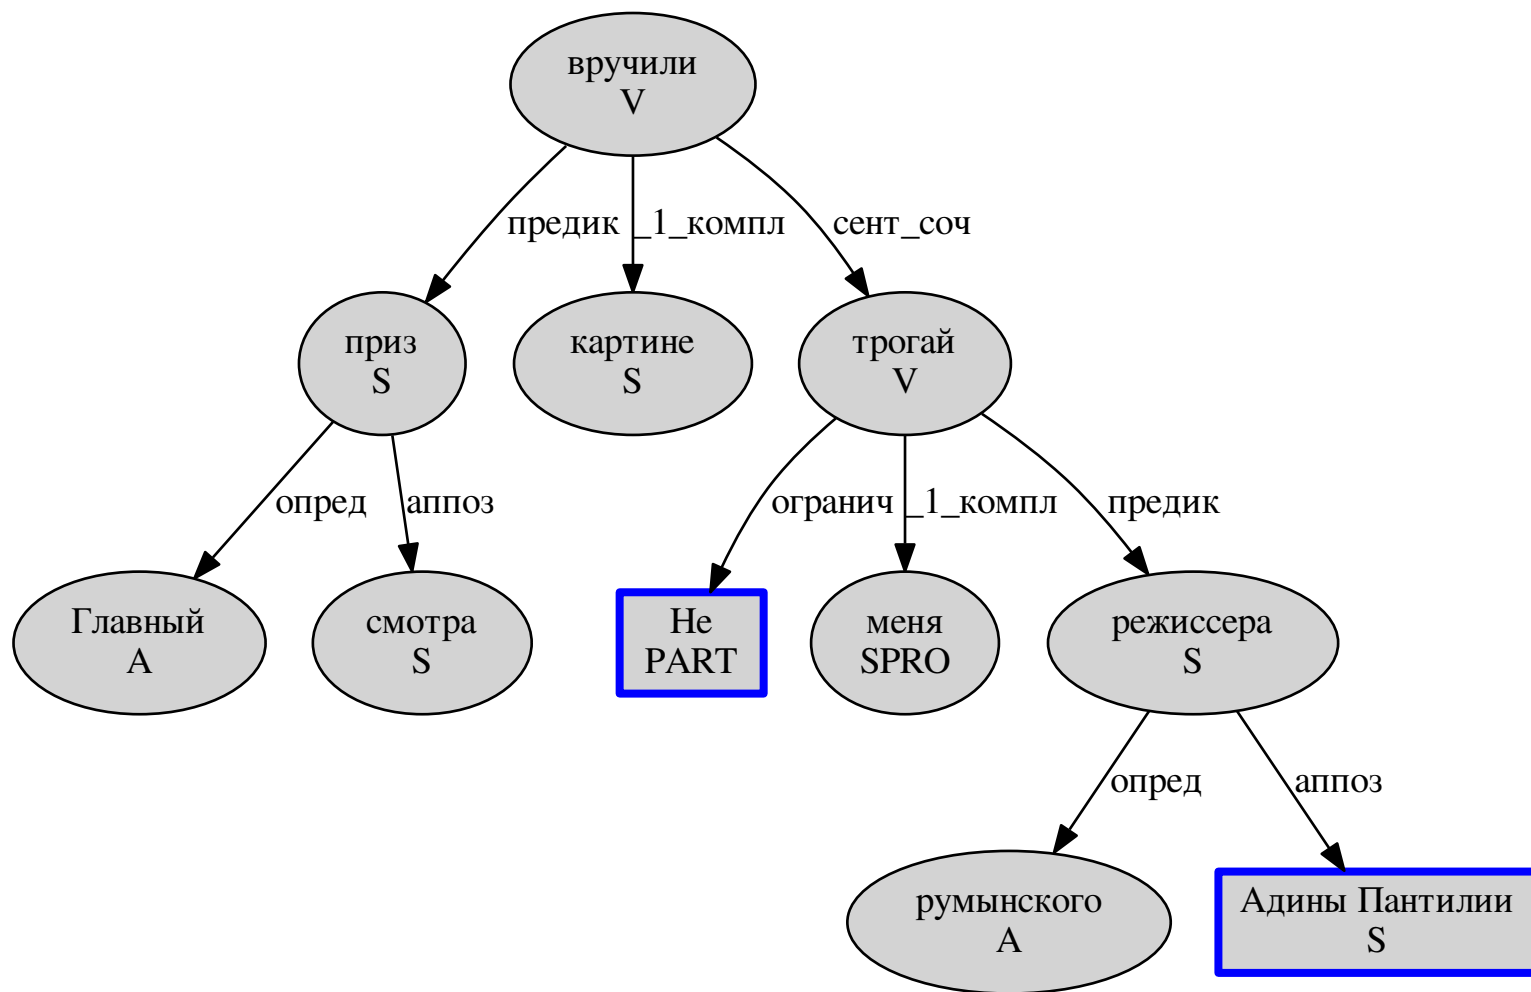 вручили
V
предик
_1_компл
сент_соч
приз
S
картине
S
трогай
V
опред
аппоз
огранич
_1_компл
предик
Главный
A
смотра
S
Не
PART
меня
SPRO
режиссера
S
опред
аппоз
румынского
A
Адины Пантилии
S